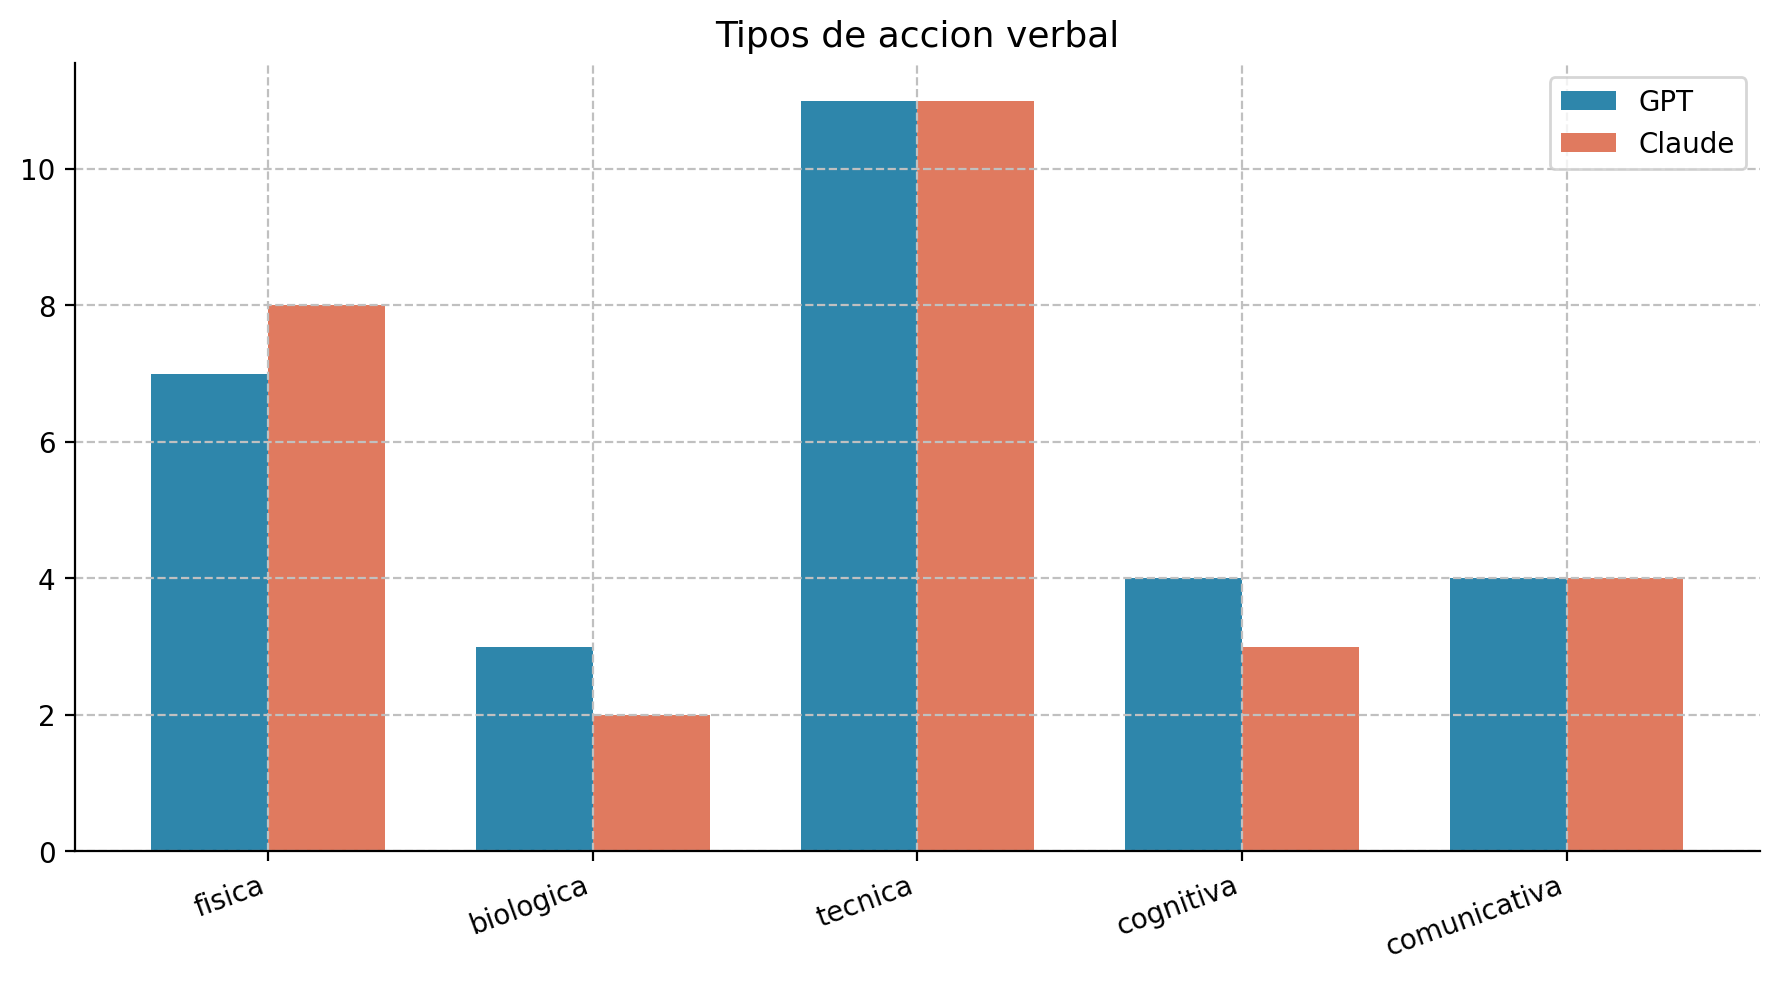 Tipos de accion verbal
GPT
Claude
10
8
6
4
2
0
fisica
biologica
tecnica
cognitiva
comunicativa